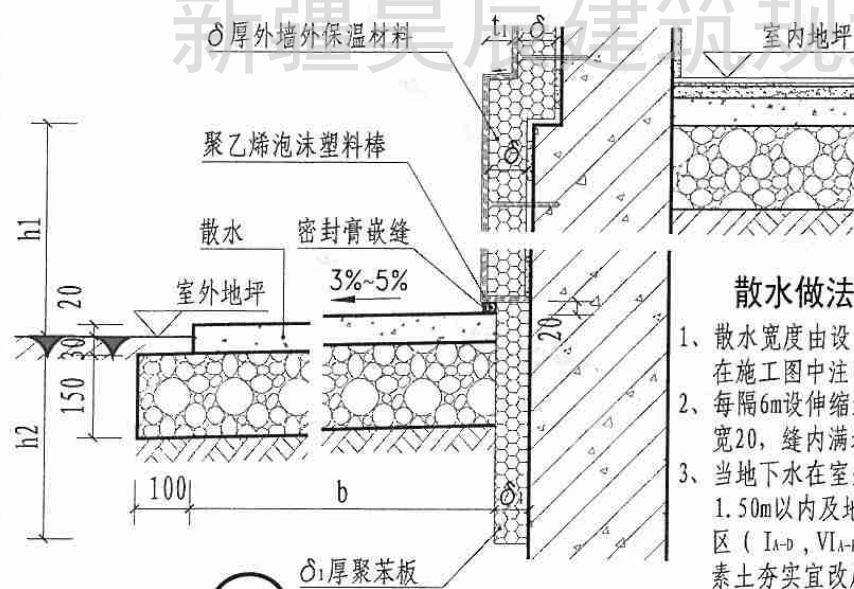 新疆昊辰建筑规
δ厚外墙外保温材料
t₁
δ
室内地坪
聚乙烯泡沫塑料棒
δ
h1
散水
密封膏嵌缝
室外地坪
3%~5%
20
30
150
20
h2
100
b
δ₁
δ₁厚聚苯板
散水做法
1、散水宽度由设
在施工图中注
2、每隔6m设伸缩
宽20, 缝内满
3、当地下水在室
1.50m以内及地
区 ( IA-D , VIA-
素土夯实宜改